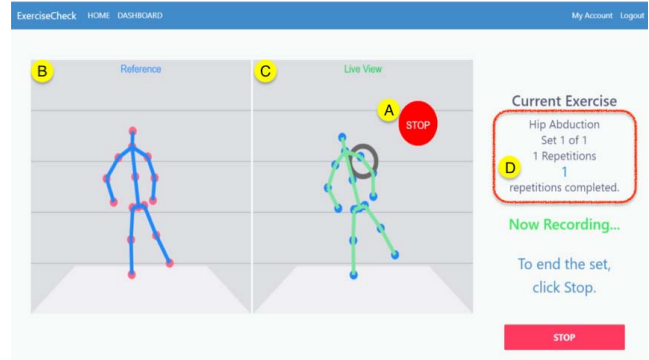 ExerciseCheck HOME DASHBOARD My Account Logout
B Reference
C Live View
A
STOP
Current Exercise
Hip Abduction
Set 1 of 1
1 Repetitions
D 1
repetitions completed.
Now Recording...
To end the set,
click Stop.
STOP